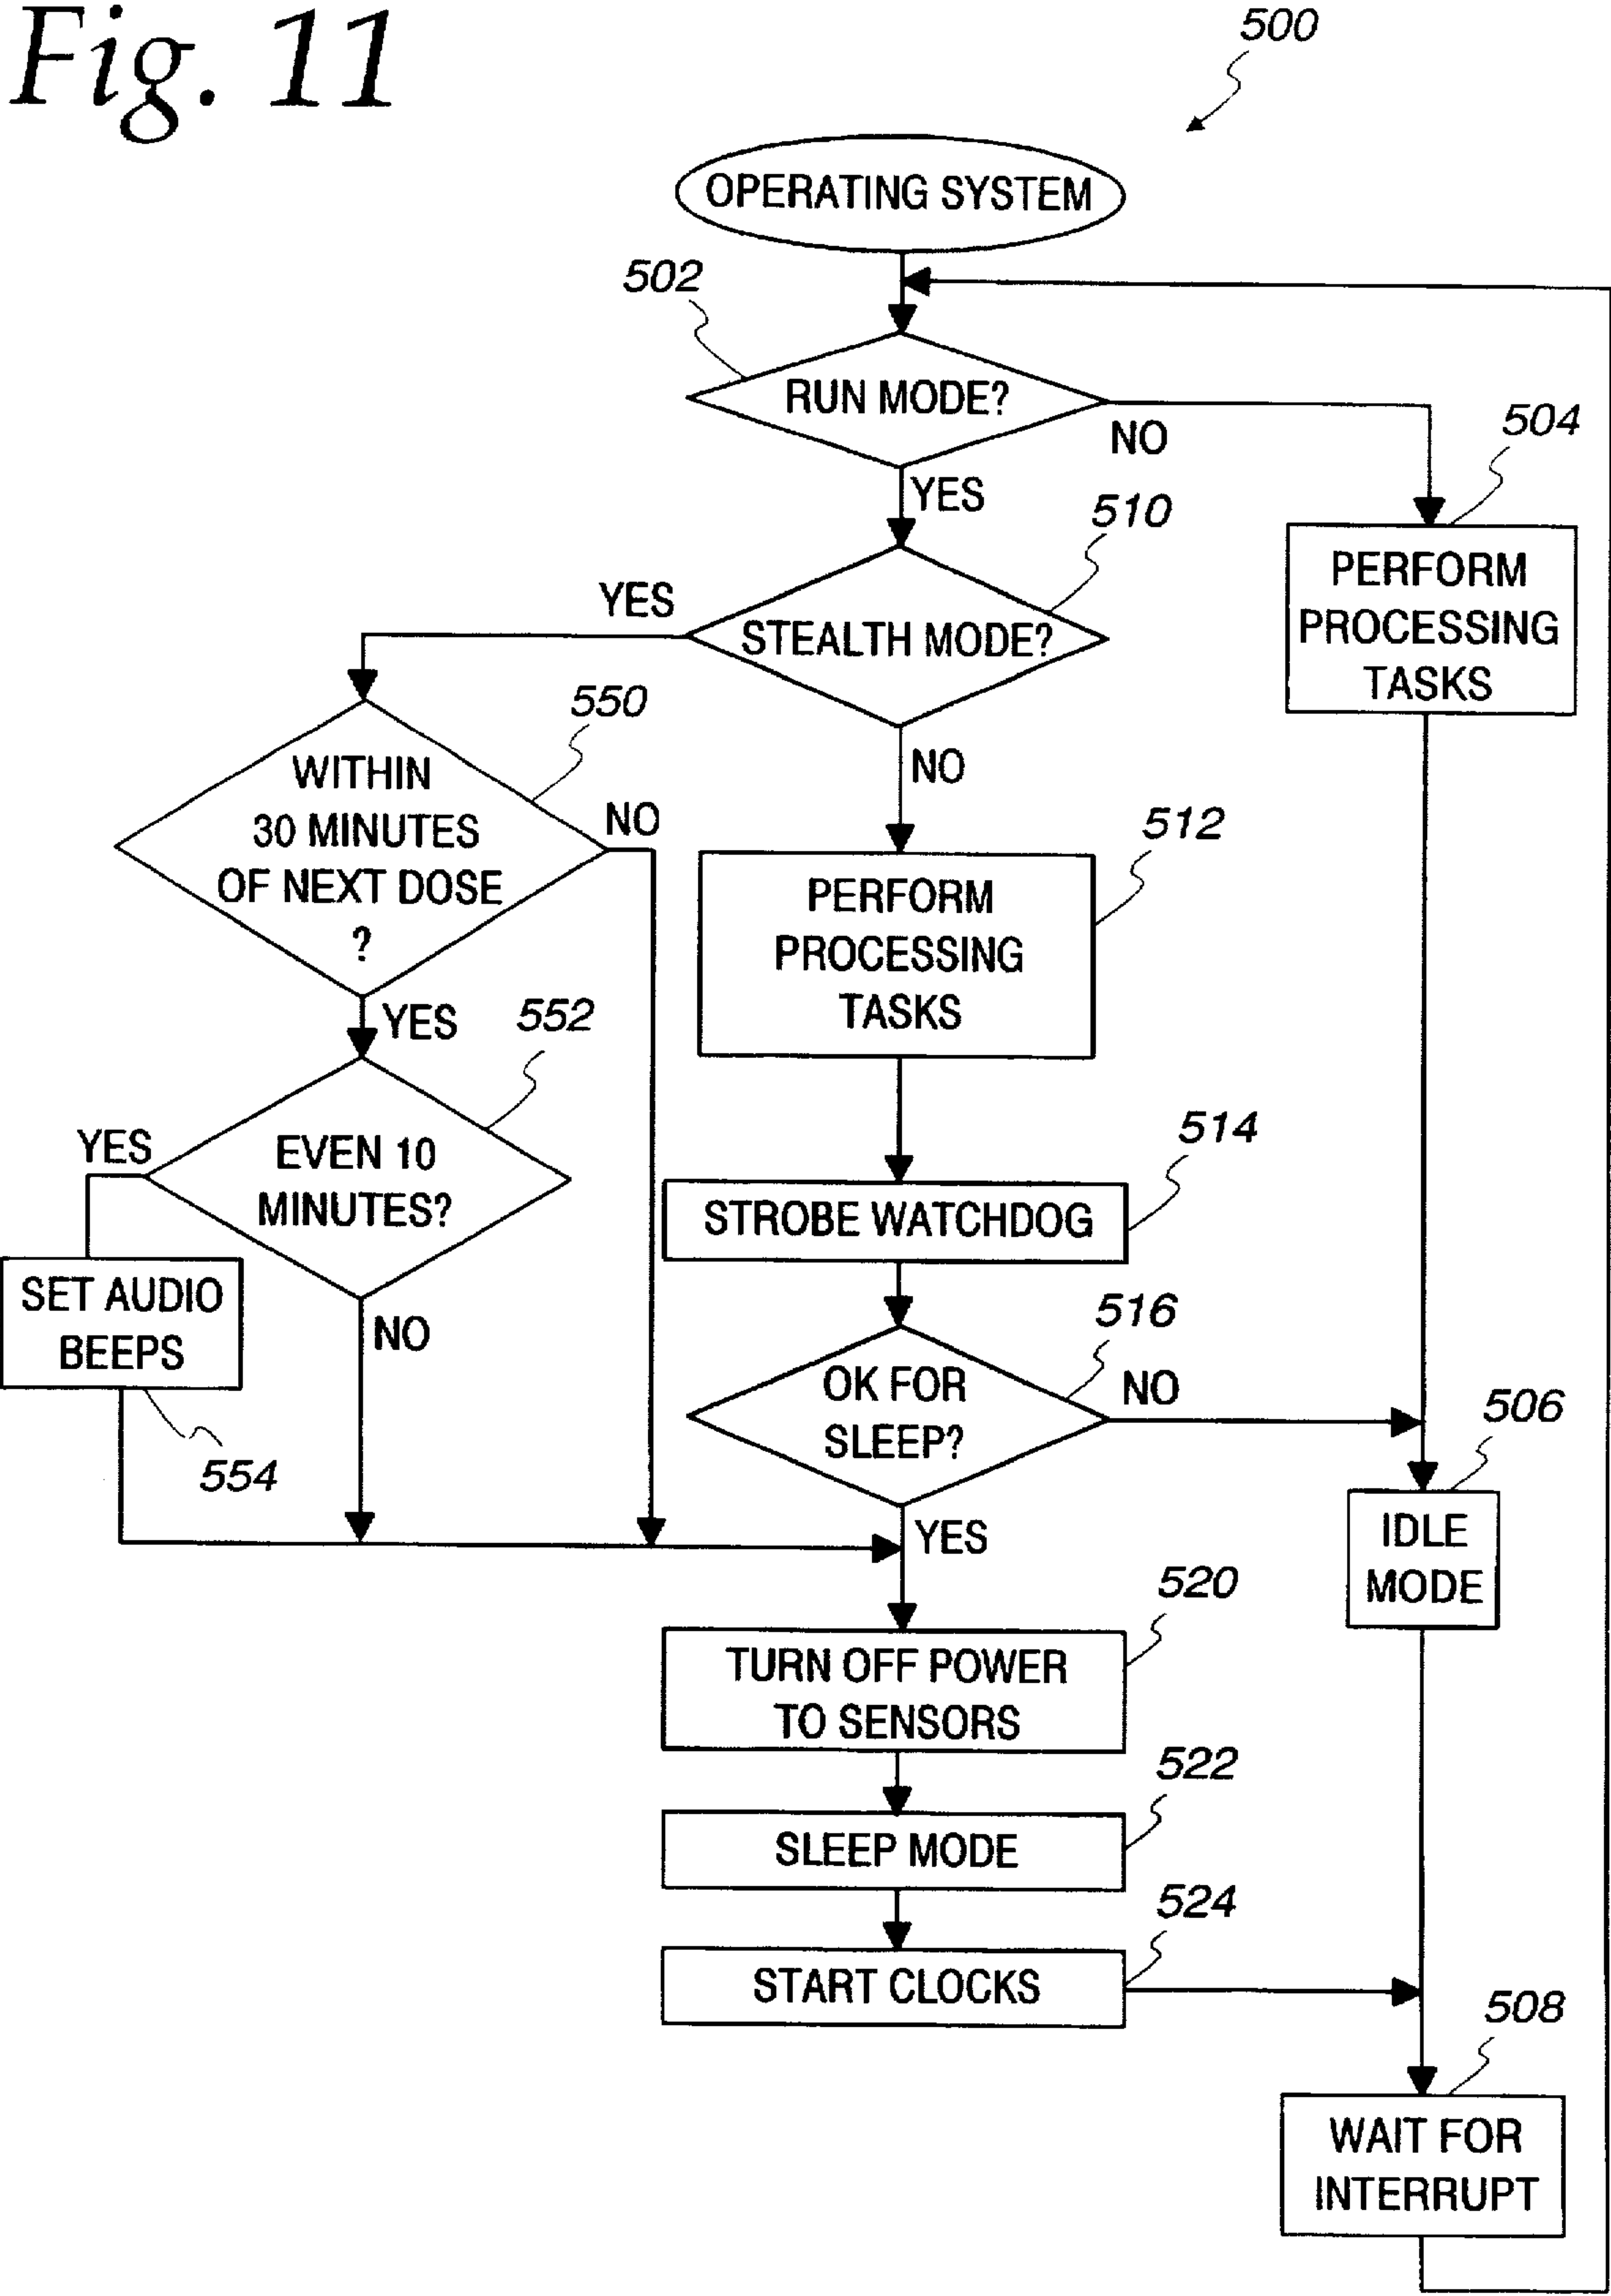 Fig. 11
500
OPERATING SYSTEM
502
RUN MODE?
NO
504
YES
510
PERFORM
PROCESSING
TASKS
YES
STEALTH MODE?
550
WITHIN
30 MINUTES
OF NEXT DOSE
?
NO
NO
512
PERFORM
PROCESSING
TASKS
YES
552
EVEN 10
MINUTES?
YES
514
STROBE WATCHDOG
SET AUDIO
BEEPS
NO
554
516
OK FOR
SLEEP?
NO
506
IDLE
MODE
YES
520
TURN OFF POWER
TO SENSORS
522
SLEEP MODE
524
START CLOCKS
508
WAIT FOR
INTERRUPT